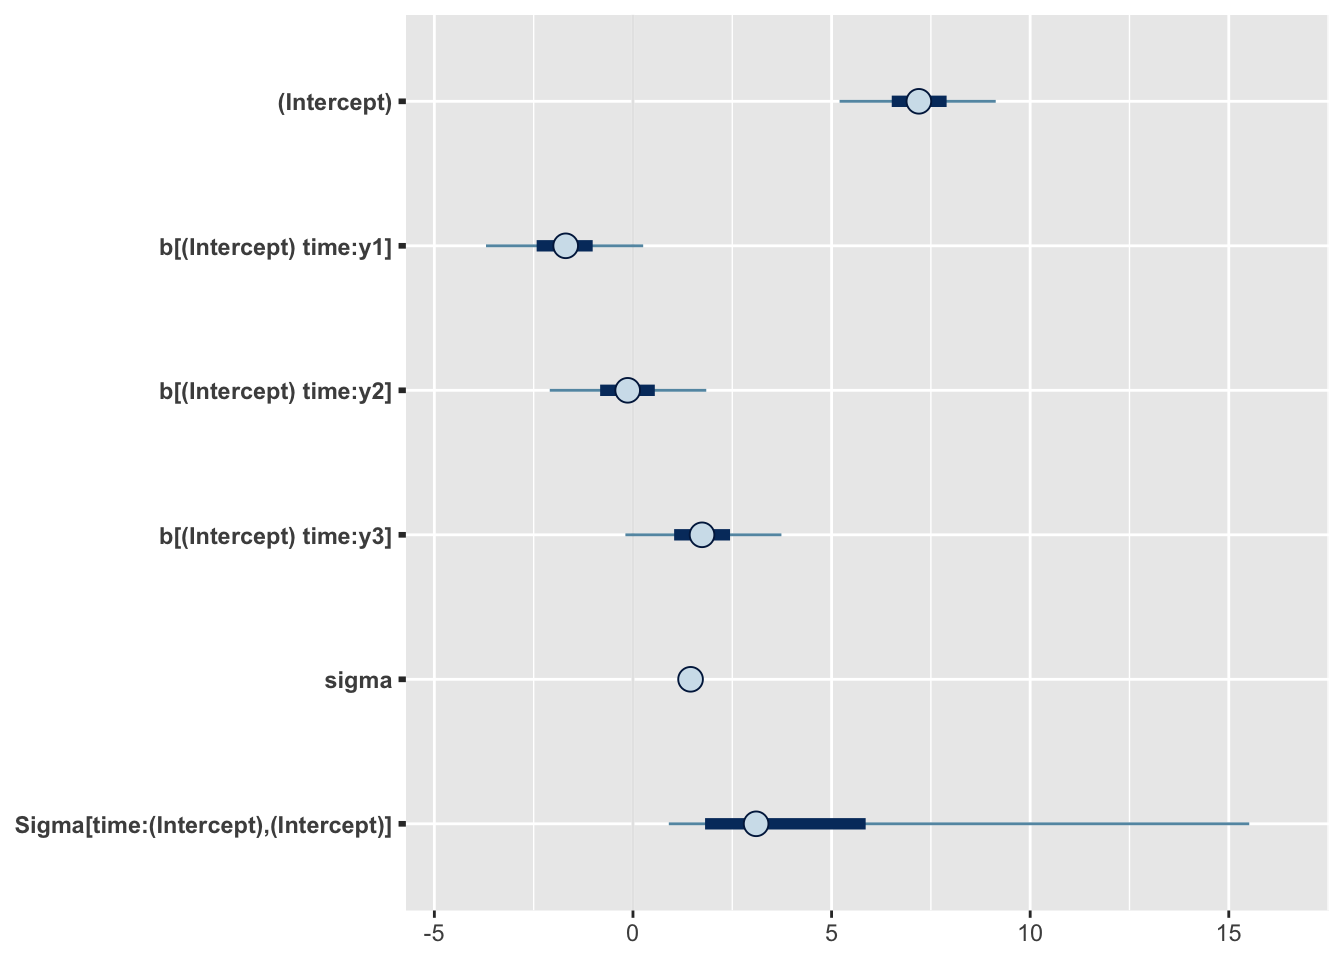 (Intercept)
b[(Intercept) time:y1]
b[(Intercept) time:y2]
b[(Intercept) time:y3]
sigma
Sigma[time:(Intercept),(Intercept)]
-5 0 5 10 15